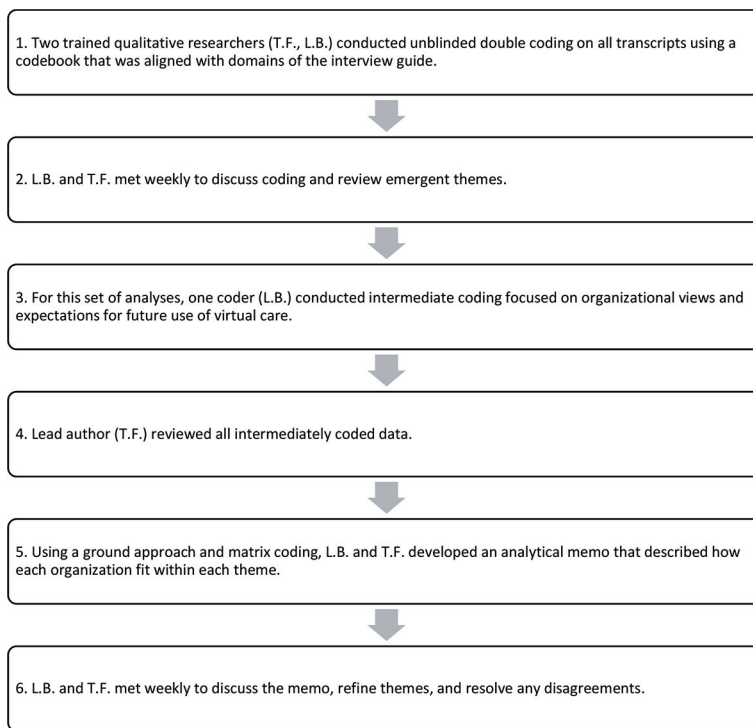 1. Two trained qualitative researchers (T.F., L.B.) conducted unblinded double coding on all transcripts using a
codebook that was aligned with domains of the interview guide.
2. L.B. and T.F. met weekly to discuss coding and review emergent themes.
3. For this set of analyses, one coder (L.B.) conducted intermediate coding focused on organizational views and
expectations for future use of virtual care.
4. Lead author (T.F.) reviewed all intermediately coded data.
5. Using a ground approach and matrix coding, L.B. and T.F. developed an analytical memo that described how
each organization fit within each theme.
6. L.B. and T.F. met weekly to discuss the memo, refine themes, and resolve any disagreements.